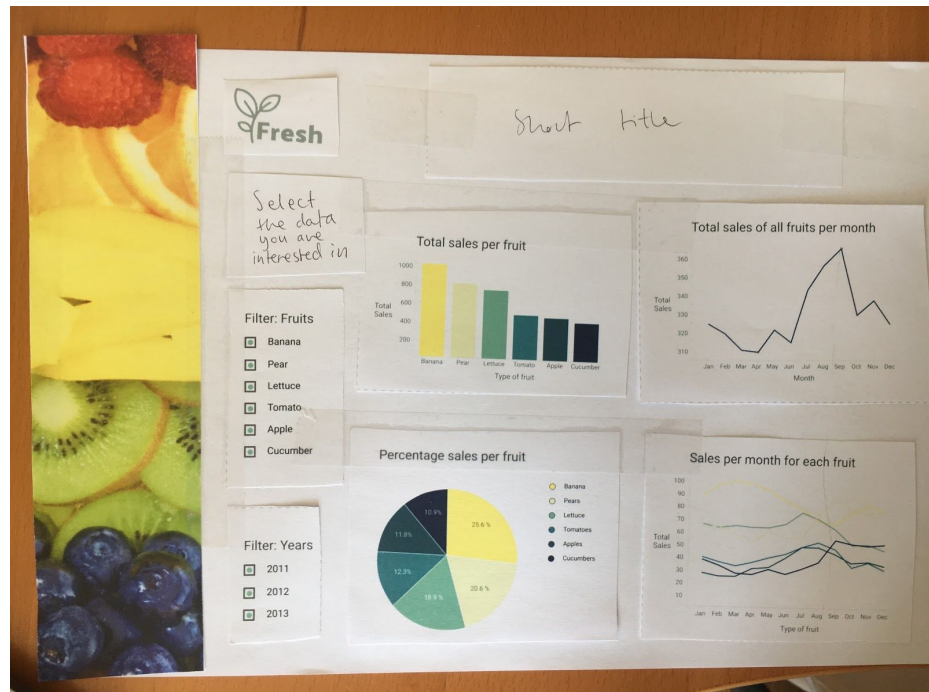 Fresh
Short title
Select
the data
you are
interested in
Filter: Fruits
Banana
Pear
Lettuce
Tomato
Apple
Cucumber
Filter: Years
2011
2012
2013
Total sales per fruit
1000
800
600
400
200
Total
Sales
Banana Pear Lettuce Tomato Apple Cucumber
Type of fruit
Total sales of all fruits per month
360
350
340
330
320
310
Total
Sales
Jan Feb Mar Apr May Jun Jul Aug Sep Oct Nov Dec
Month
Percentage sales per fruit
10.9%
11.8%
12.3%
18.9 %
20.6 %
25.6 %
Banana
Pears
Lettuce
Tomatoes
Apples
Cucumbers
Sales per month for each fruit
100
90
80
70
60
50
40
30
20
10
Total
Sales
Jan Feb Mar Apr May Jun Jul Aug Sep Oct Nov Dec
Type of fruit